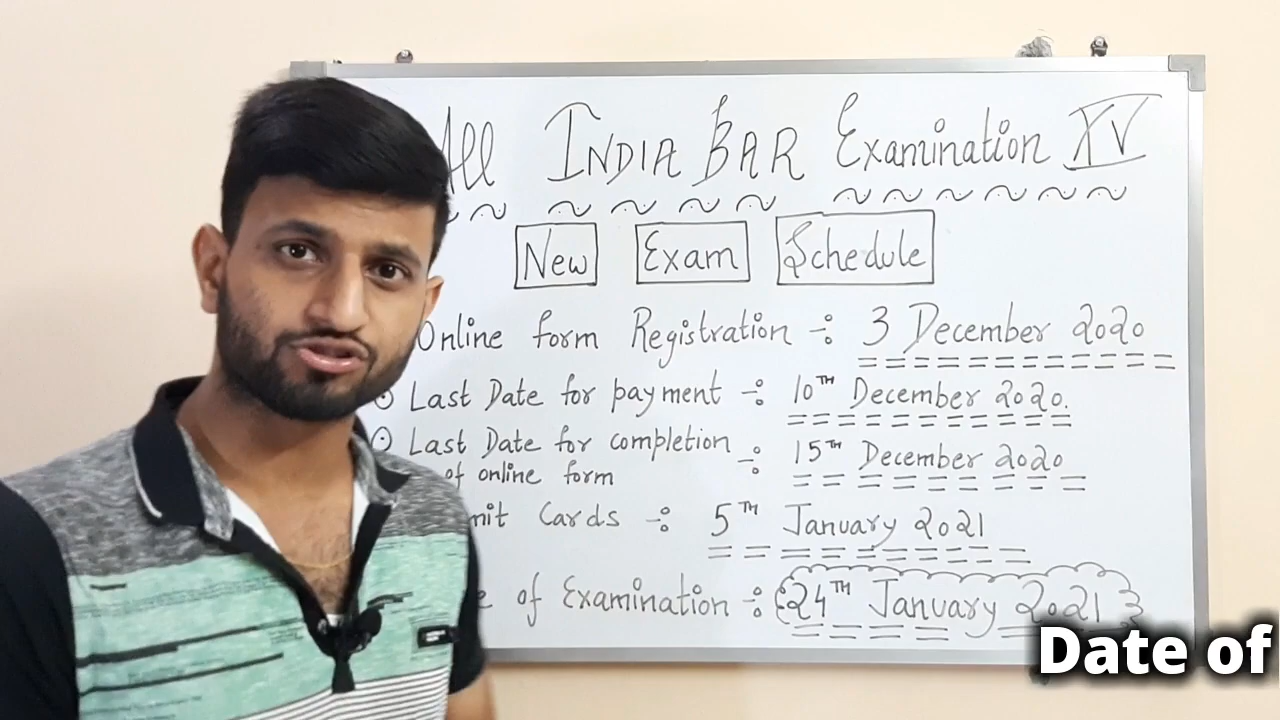 All INDIA BAR Examination XV
New Exam Schedule
Online form Registration : 3 December 2020
Last Date for payment : 10TH December 2020.
Last Date for completion of online form : 15TH December 2020
mit Cards : 5TH January 2021
e of Examination : 24TH January 2021
Date of